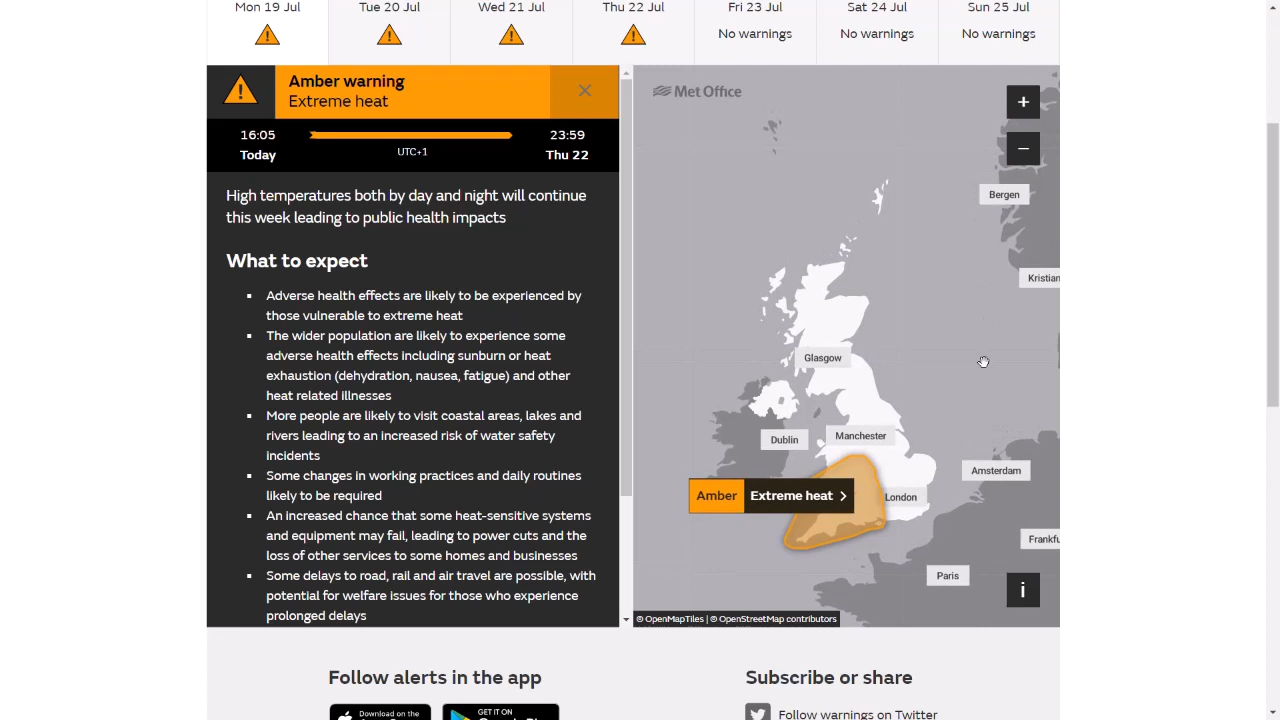 Mon 19 Jul
Tue 20 Jul
Wed 21 Jul
Thu 22 Jul
Fri 23 Jul
Sat 24 Jul
Sun 25 Jul
No warnings
No warnings
No warnings
Amber warning
Extreme heat
16:05
Today
UTC+1
23:59
Thu 22
High temperatures both by day and night will continue
this week leading to public health impacts
What to expect
Adverse health effects are likely to be experienced by
those vulnerable to extreme heat
The wider population are likely to experience some
adverse health effects including sunburn or heat
exhaustion (dehydration, nausea, fatigue) and other
heat related illnesses
More people are likely to visit coastal areas, lakes and
rivers leading to an increased risk of water safety
incidents
Some changes in working practices and daily routines
likely to be required
An increased chance that some heat-sensitive systems
and equipment may fail, leading to power cuts and the
loss of other services to some homes and businesses
Some delays to road, rail and air travel are possible, with
potential for welfare issues for those who experience
prolonged delays
Met Office
+
−
Bergen
Kristian
Glasgow
Dublin
Manchester
Amsterdam
Amber Extreme heat >
London
Frankfu
Paris
i
© OpenMapTiles | © OpenStreetMap contributors
Follow alerts in the app
Subscribe or share
Download on the
GET IT ON
Follow warnings on Twitter